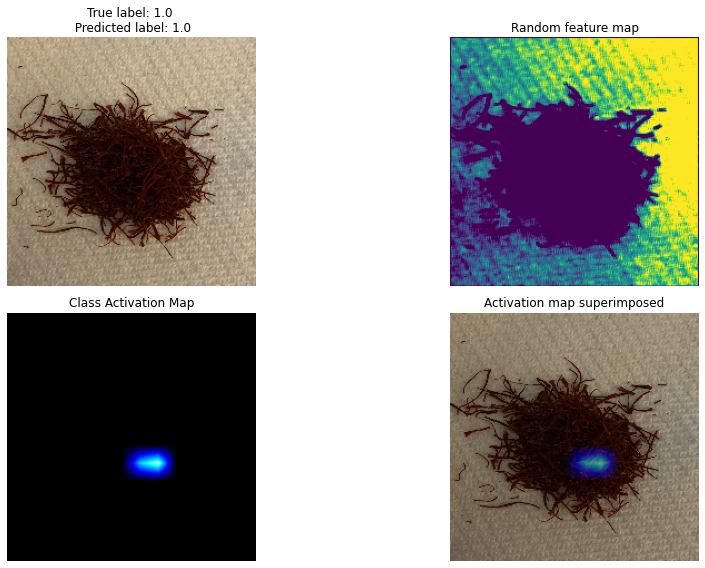 True label: 1.0
Predicted label: 1.0
Random feature map
Class Activation Map
Activation map superimposed